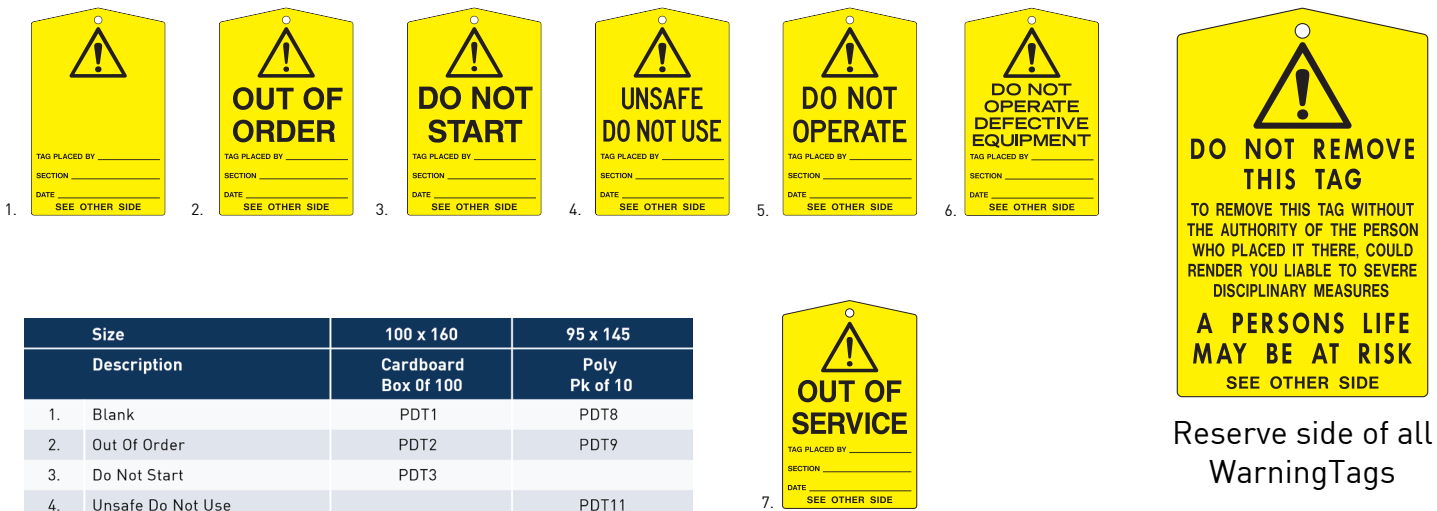 1.
TAG PLACED BY
SECTION
DATE
SEE OTHER SIDE
2.
OUT OF
ORDER
TAG PLACED BY
SECTION
DATE
SEE OTHER SIDE
3.
DO NOT
START
TAG PLACED BY
SECTION
DATE
SEE OTHER SIDE
4.
UNSAFE
DO NOT USE
TAG PLACED BY
SECTION
DATE
SEE OTHER SIDE
5.
DO NOT
OPERATE
TAG PLACED BY
SECTION
DATE
SEE OTHER SIDE
6.
DO NOT
OPERATE
DEFECTIVE
EQUIPMENT
TAG PLACED BY
SECTION
DATE
SEE OTHER SIDE
DO NOT REMOVE
THIS TAG
TO REMOVE THIS TAG WITHOUT
THE AUTHORITY OF THE PERSON
WHO PLACED IT THERE, COULD
RENDER YOU LIABLE TO SEVERE
DISCIPLINARY MEASURES
A PERSONS LIFE
MAY BE AT RISK
SEE OTHER SIDE
Reserve side of all
WarningTags
Size 100 x 160 95 x 145
Description Cardboard Poly
Box 0f 100 Pk of 10
1. Blank PDT1 PDT8
2. Out Of Order PDT2 PDT9
3. Do Not Start PDT3
4. Unsafe Do Not Use PDT11
7.
OUT OF
SERVICE
TAG PLACED BY
SECTION
DATE
SEE OTHER SIDE